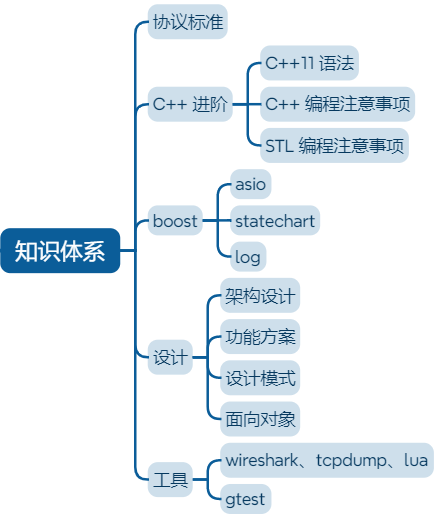 知识体系
协议标准
C++ 进阶
C++11 语法
C++ 编程注意事项
STL 编程注意事项
boost
asio
statechart
log
设计
架构设计
功能方案
设计模式
面向对象
工具
wireshark、tcpdump、lua
gtest